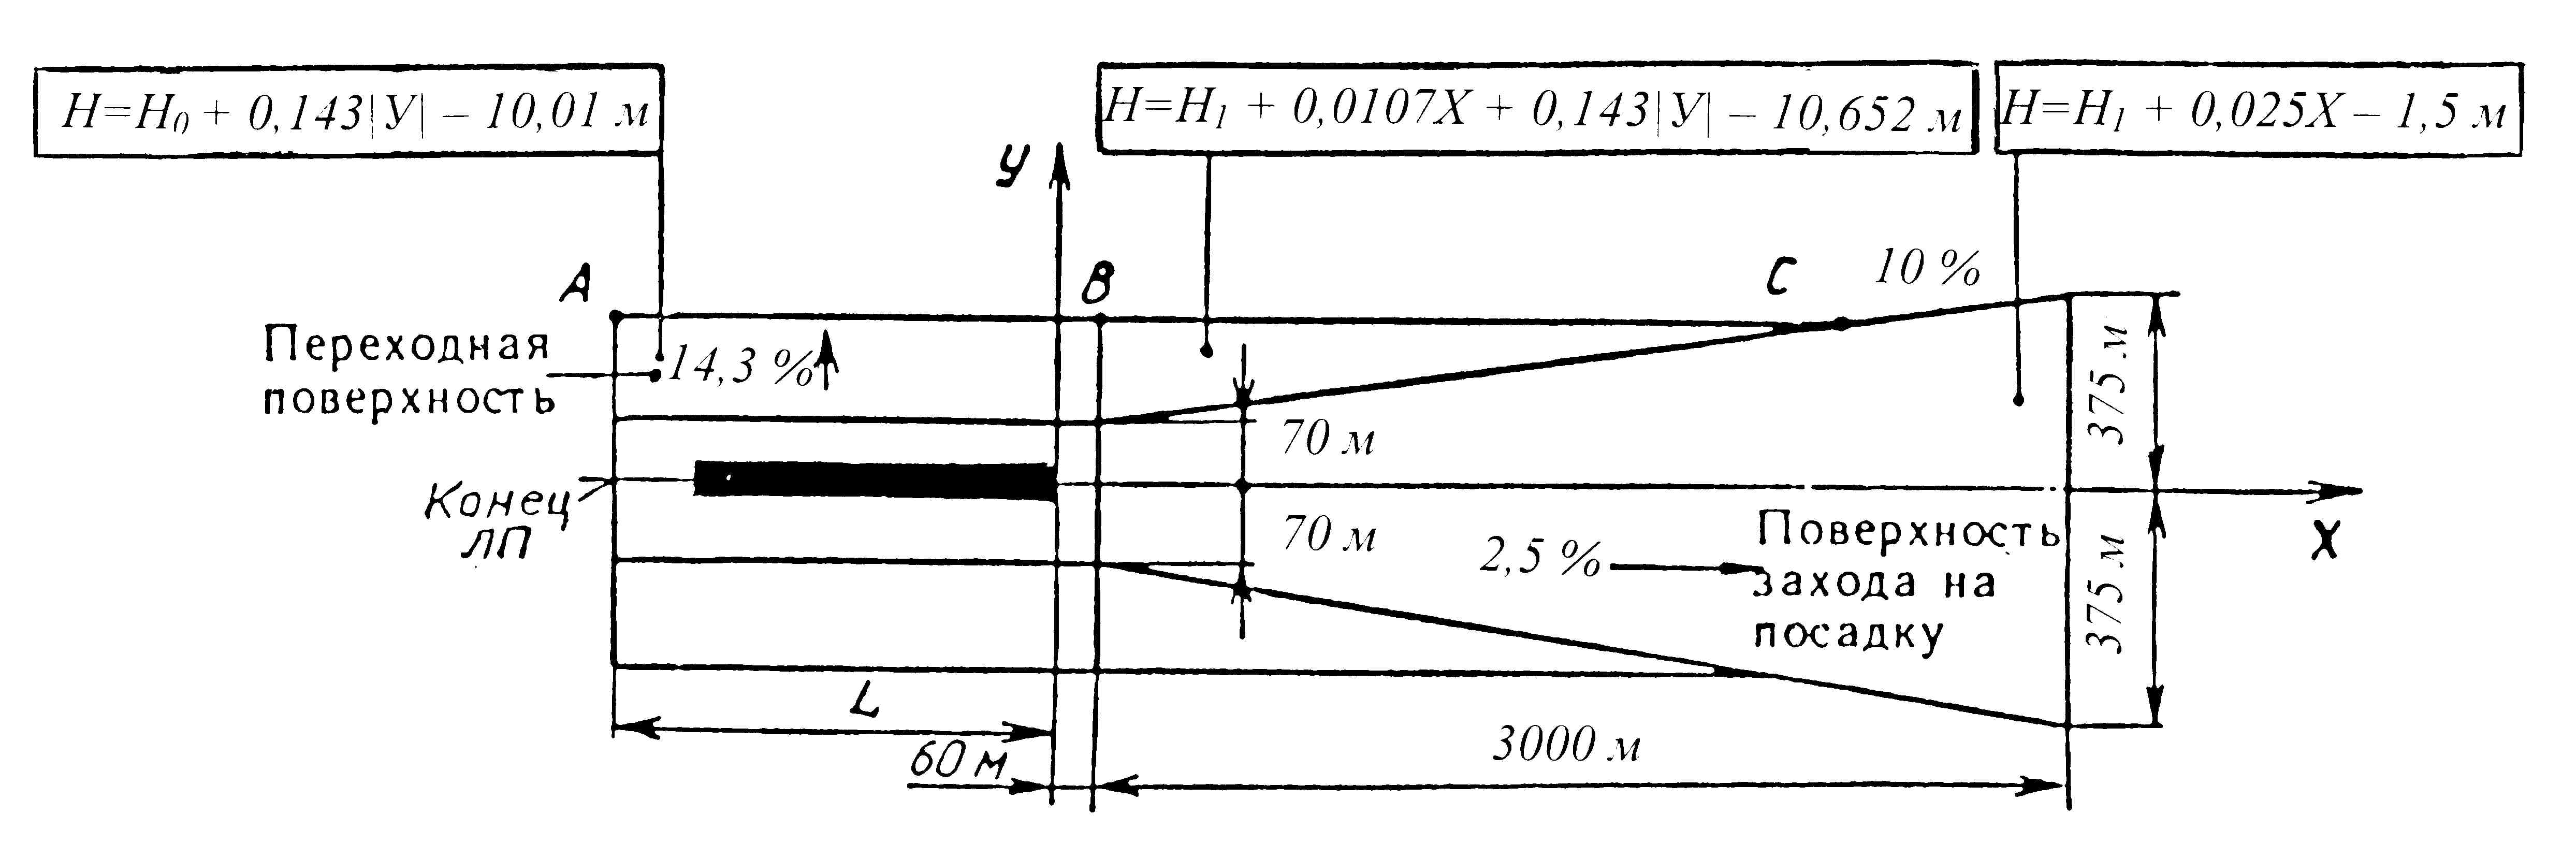 H=H₀ + 0,143|У| – 10,01 м
H=H₁ + 0,0107X + 0,143|У| – 10,652 м
H=H₁ + 0,025X – 1,5 м
У
А
В
С
10 %
Переходная
поверхность
14,3 %
375 м
70 м
Конец
ЛП
70 м
2,5 %
Поверхность
захода на
посадку
X
375 м
L
60 м
3000 м